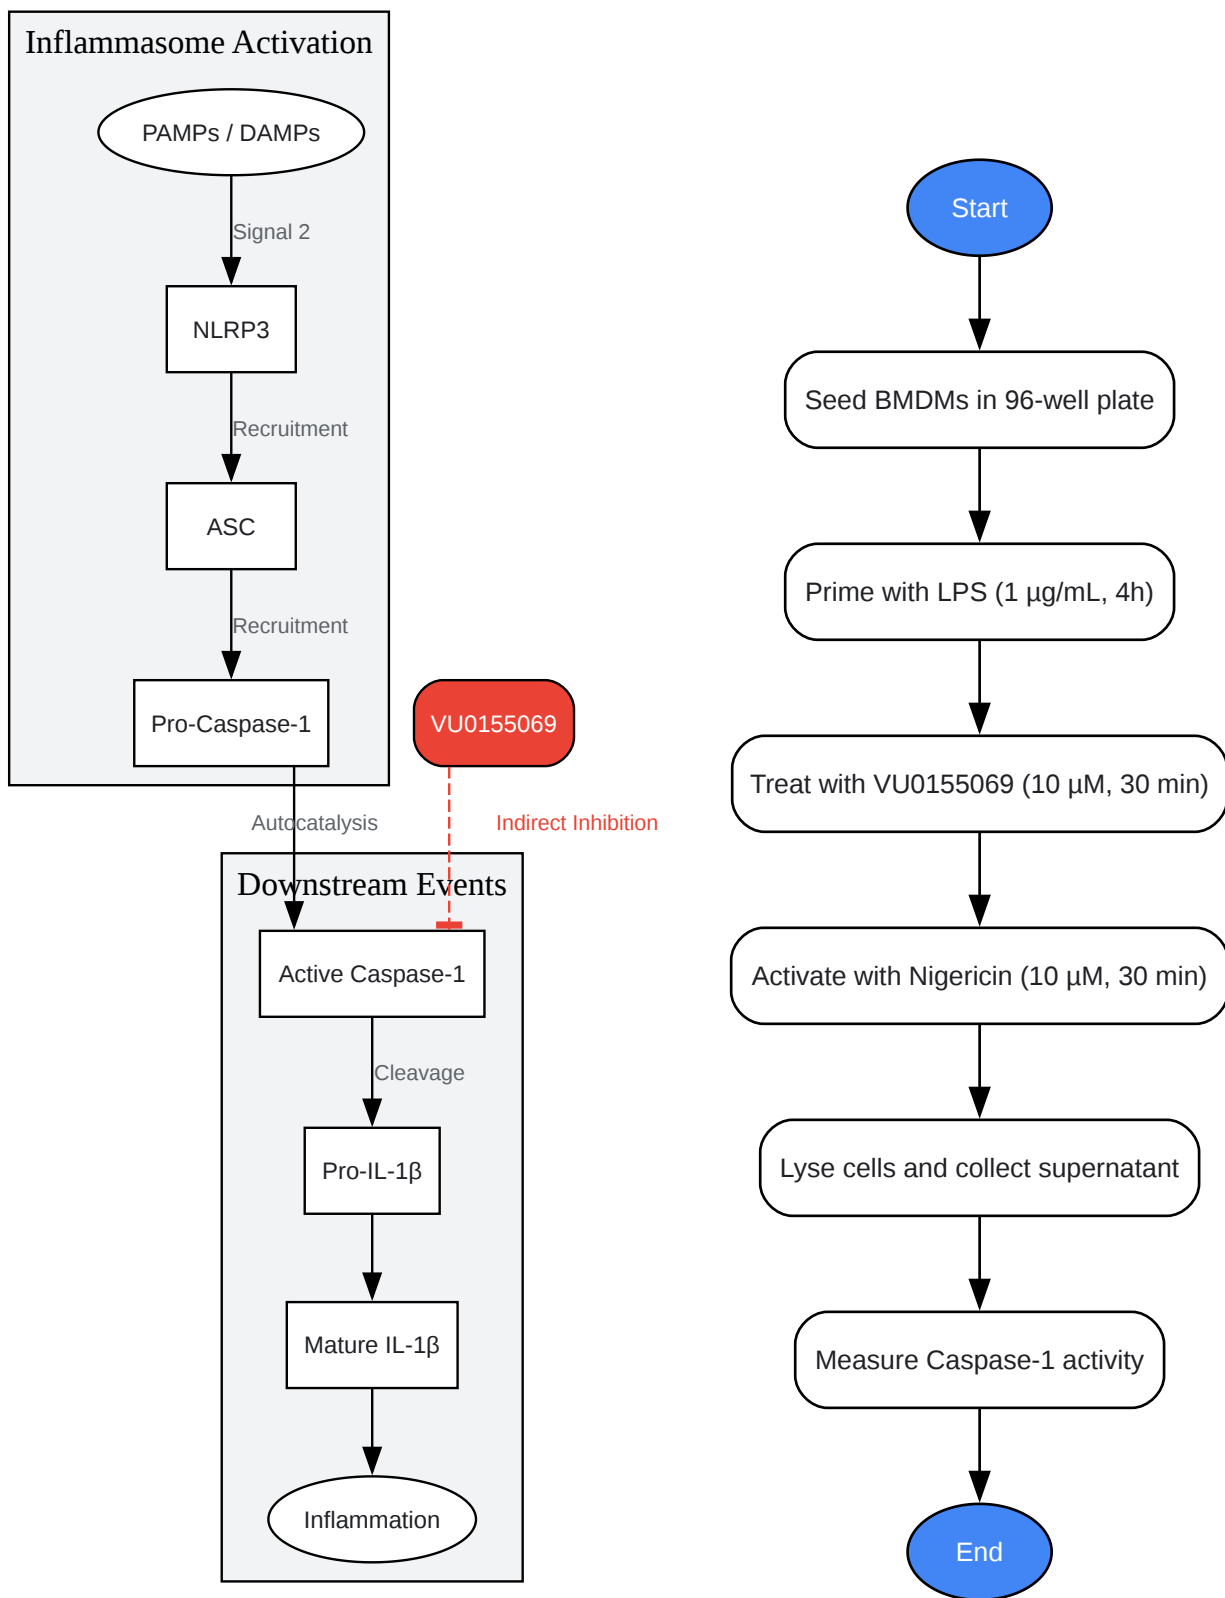 Inflammasome Activation
PAMPs / DAMPs
Signal 2
NLRP3
Recruitment
ASC
Recruitment
Pro-Caspase-1
VU0155069
Autocatalysis
Indirect Inhibition
Downstream Events
Active Caspase-1
Cleavage
Pro-IL-1β
Mature IL-1β
Inflammation
Start
Seed BMDMs in 96-well plate
Prime with LPS (1 µg/mL, 4h)
Treat with VU0155069 (10 µM, 30 min)
Activate with Nigericin (10 µM, 30 min)
Lyse cells and collect supernatant
Measure Caspase-1 activity
End